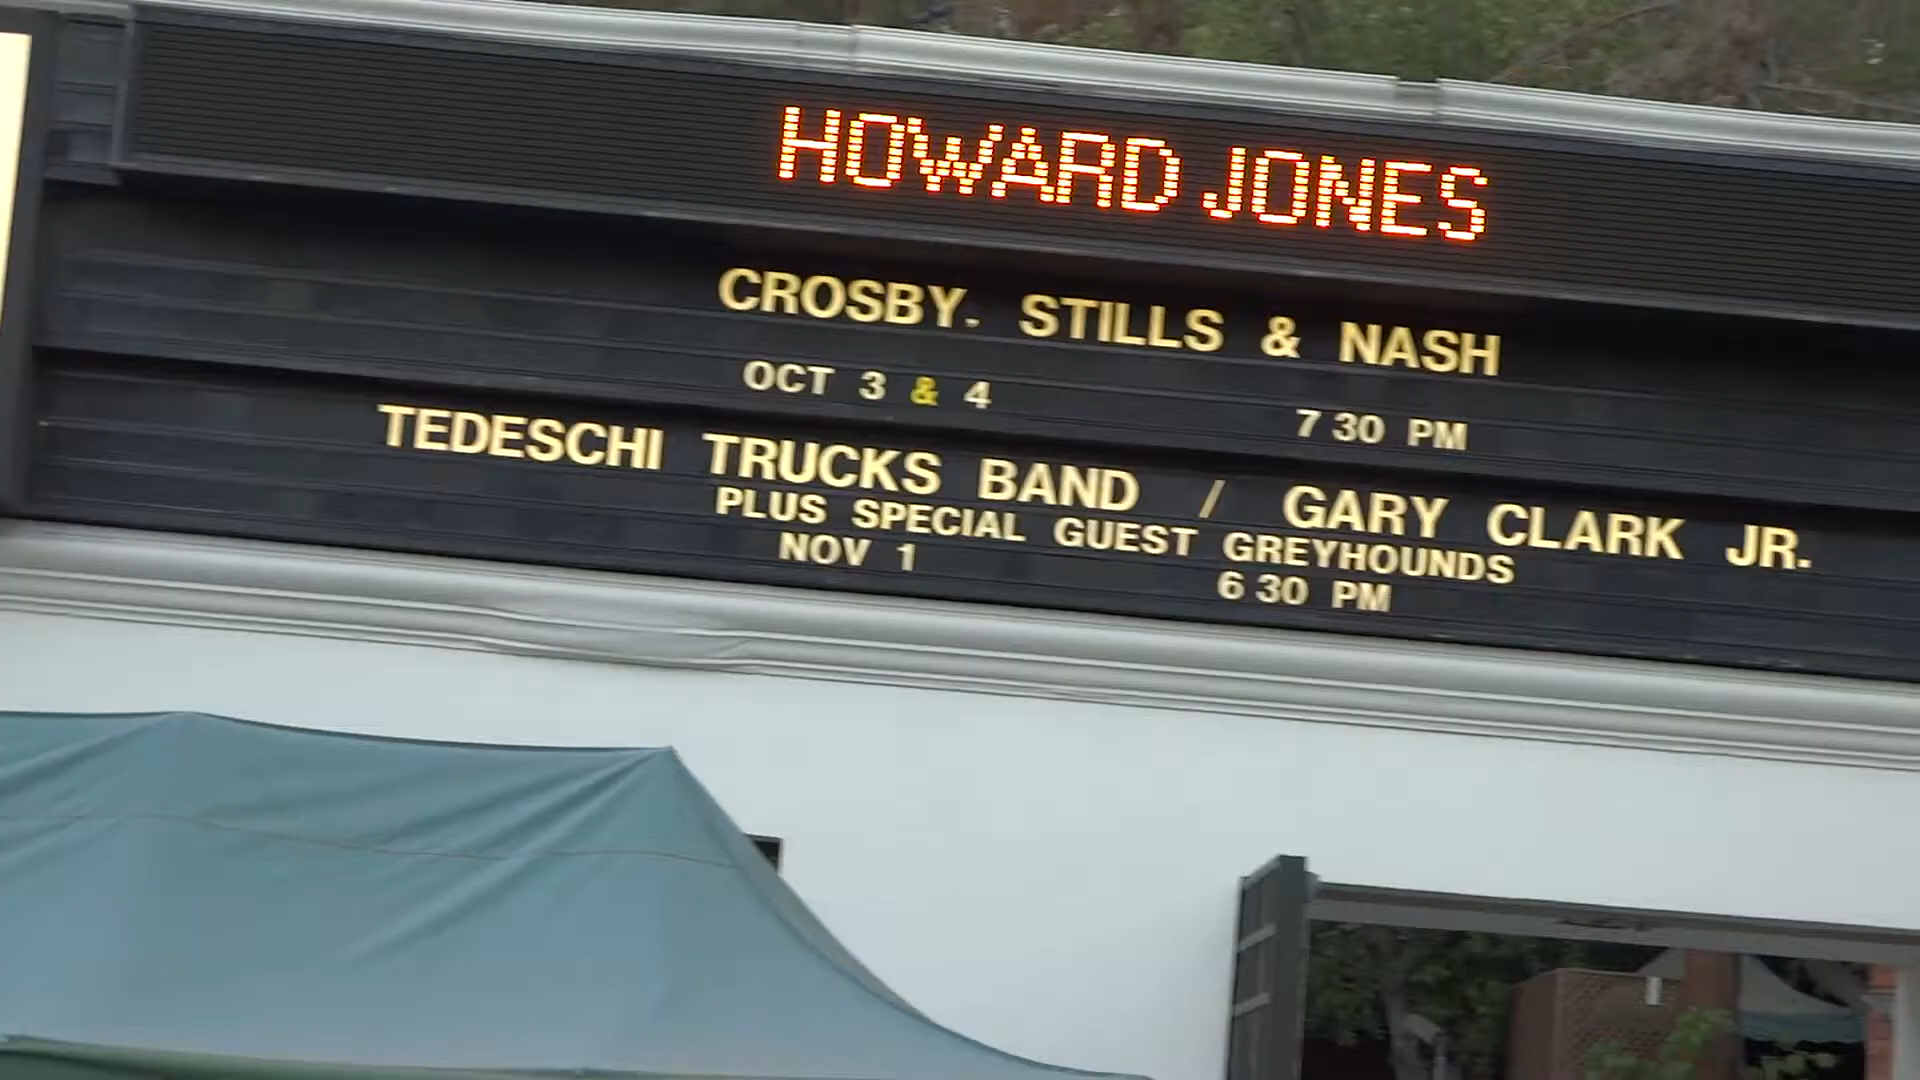 HOWARD JONES
CROSBY. STILLS & NASH
OCT 3 & 4 7 30 PM
TEDESCHI TRUCKS BAND / GARY CLARK JR.
PLUS SPECIAL GUEST GREYHOUNDS
NOV 1 6 30 PM